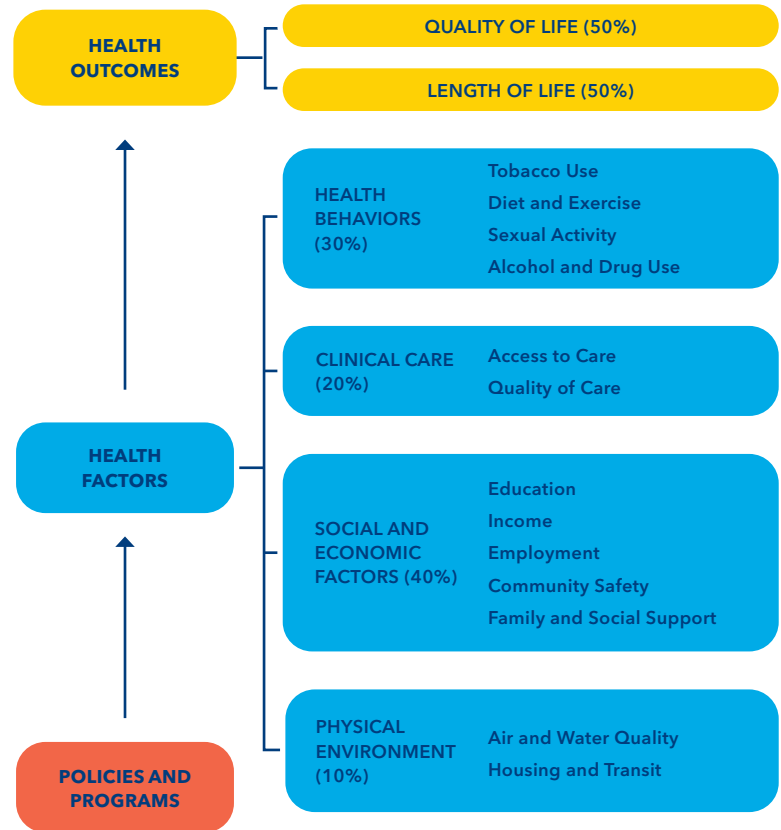 HEALTH
OUTCOMES
QUALITY OF LIFE (50%)
LENGTH OF LIFE (50%)
HEALTH
BEHAVIORS
(30%)
Tobacco Use
Diet and Exercise
Sexual Activity
Alcohol and Drug Use
CLINICAL CARE
(20%)
Access to Care
Quality of Care
HEALTH
FACTORS
SOCIAL AND
ECONOMIC
FACTORS (40%)
Education
Income
Employment
Community Safety
Family and Social Support
PHYSICAL
ENVIRONMENT
(10%)
Air and Water Quality
Housing and Transit
POLICIES AND
PROGRAMS